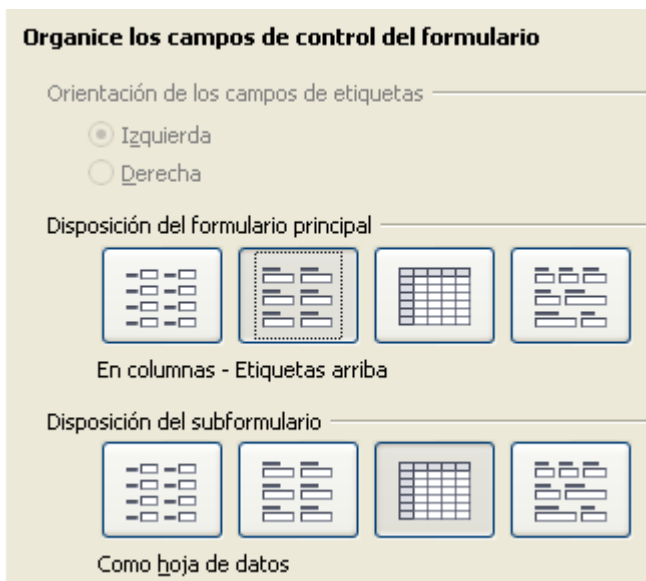 Organice los campos de control del formulario
Orientación de los campos de etiquetas
Izquierda
Derecha
Disposición del formulario principal
En columnas - Etiquetas arriba
Disposición del subformulario
Como hoja de datos